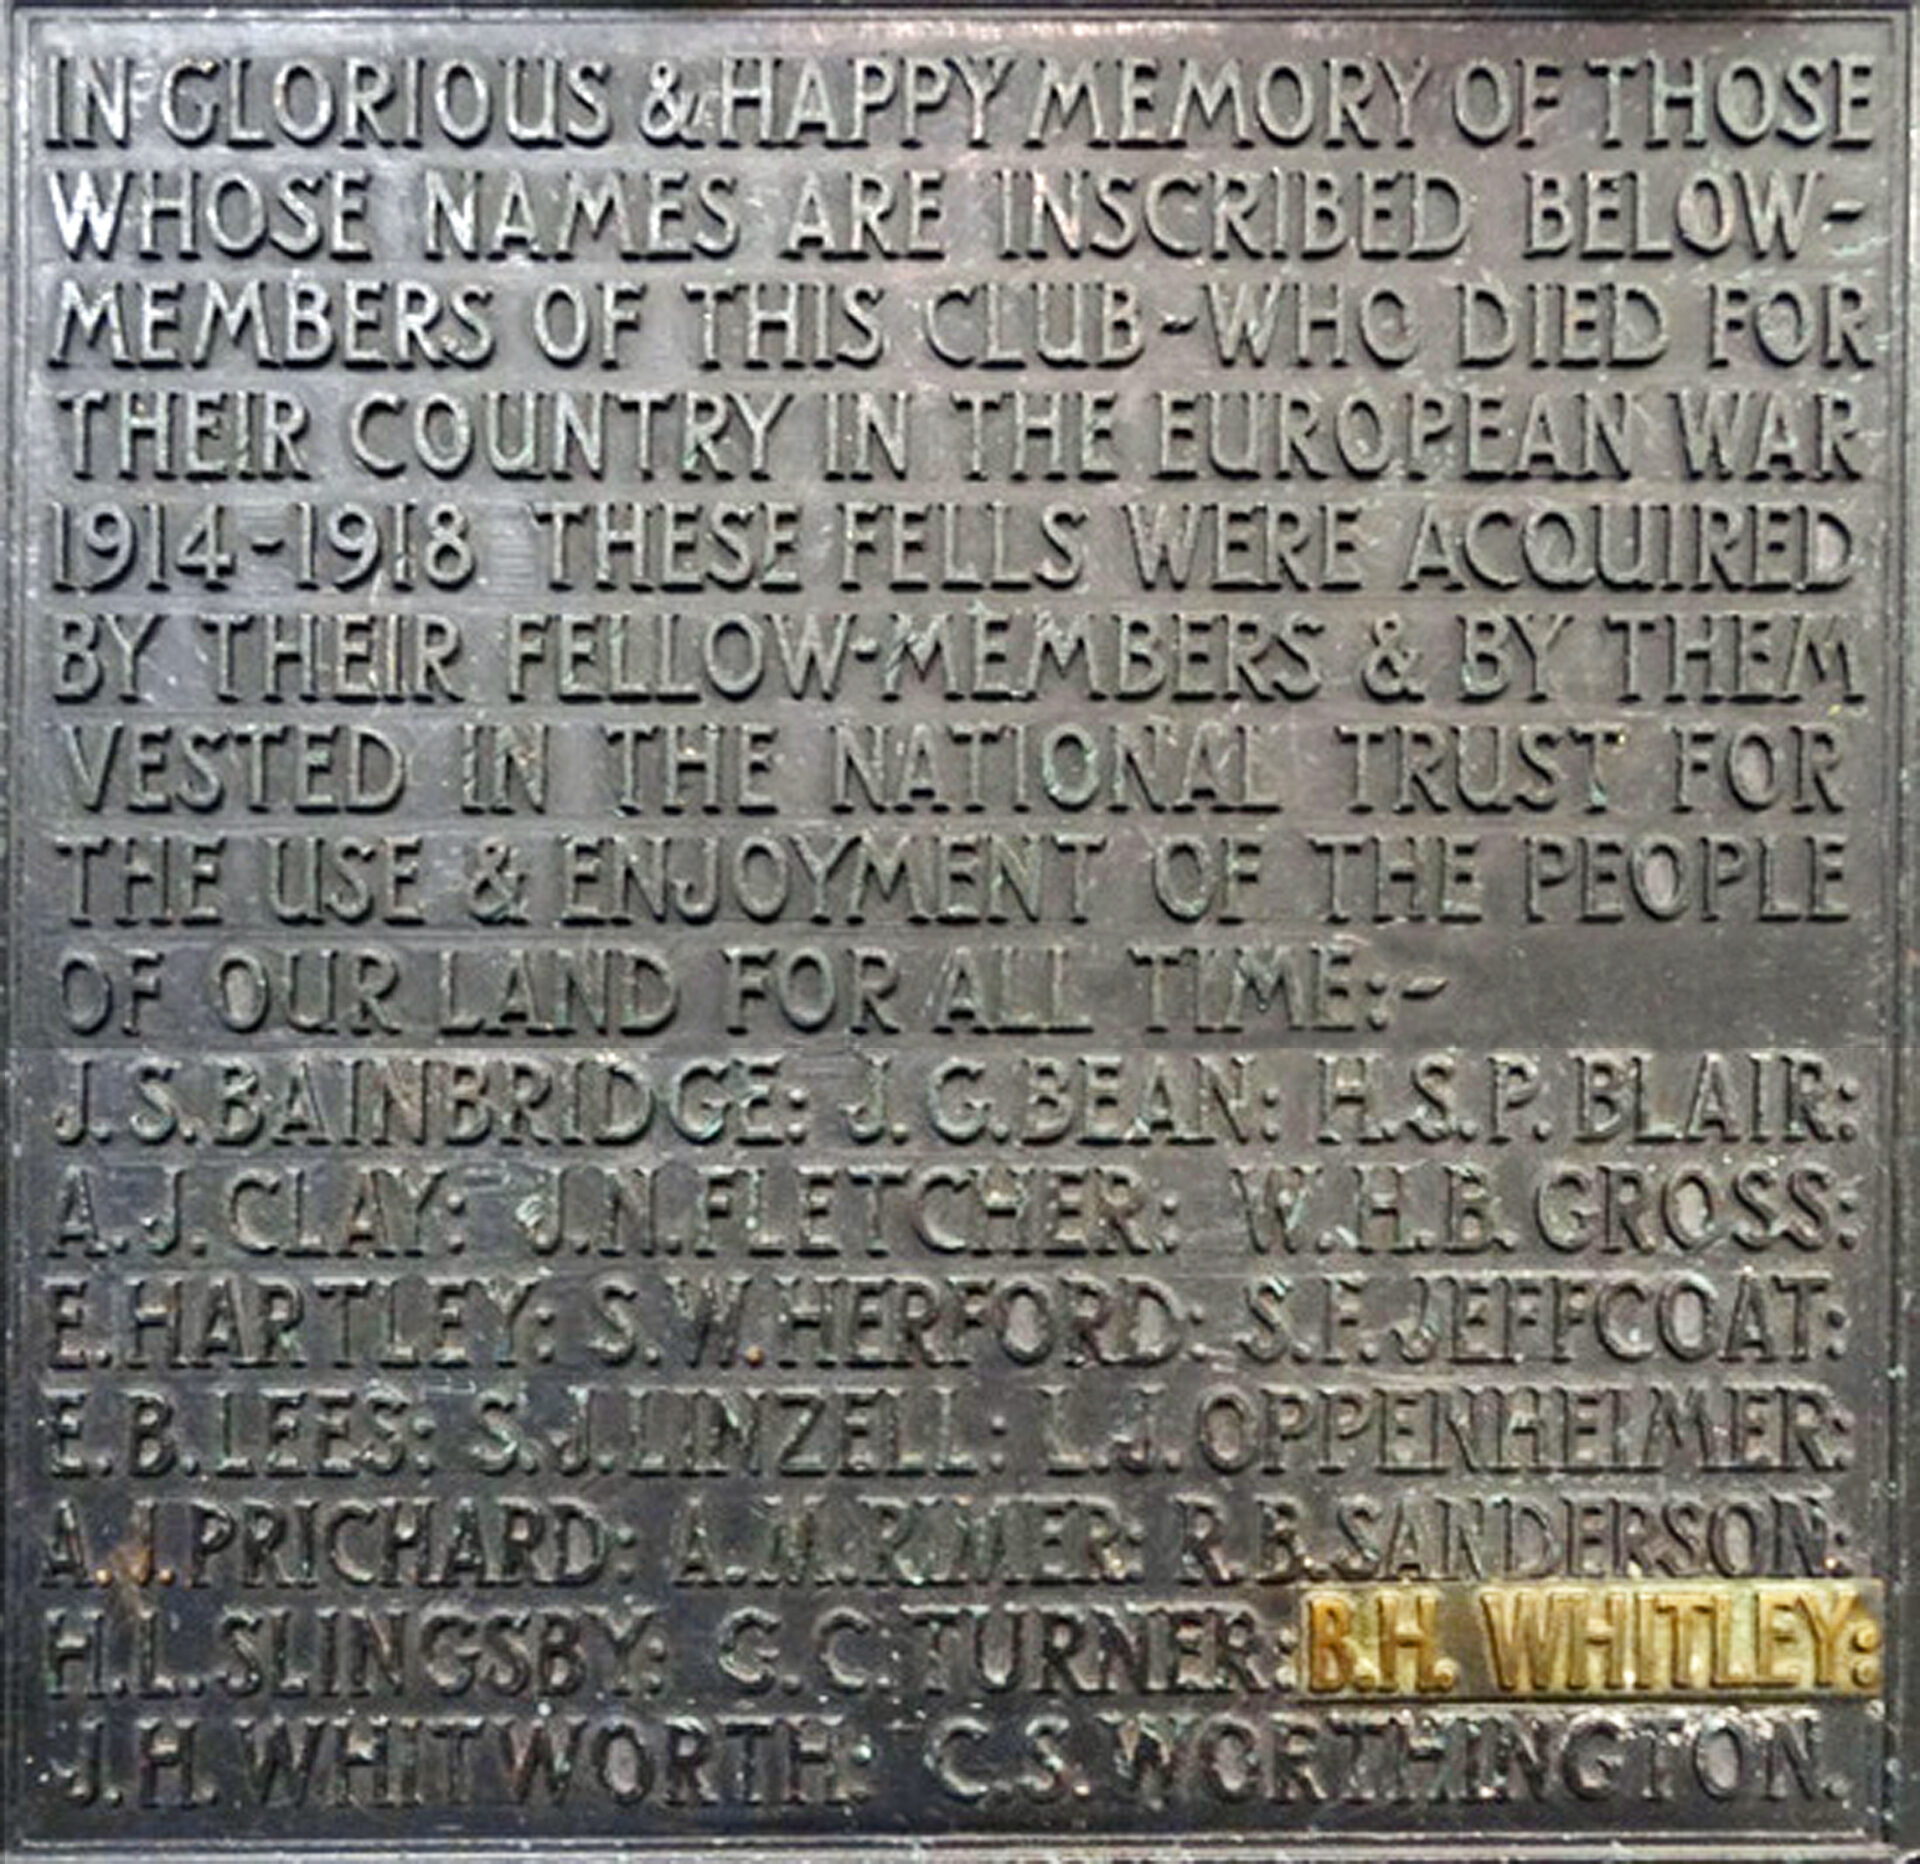 IN GLORIOUS & HAPPY MEMORY OF THOSE
WHOSE NAMES ARE INSCRIBED BELOW-
MEMBERS OF THIS CLUB-WHO DIED FOR
THEIR COUNTRY IN THE EUROPEAN WAR
1914-1918 THESE FELLS WERE ACQUIRED
BY THEIR FELLOW-MEMBERS & BY THEM
VESTED IN THE NATIONAL TRUST FOR
THE USE & ENJOYMENT OF THE PEOPLE
OF OUR LAND FOR ALL TIME:-
J.S.BAINBRIDGE: J.G.BEAN: H.S.P.BLAIR:
A.J.CLAY: J.N.FLETCHER: W.H.B.GROSS:
E.HARTLEY: S.W.HERFORD: S.F.JEFFCOAT:
E.B.LEES: S.J.LINZELL: L.J.OPPENHEIMER:
A.J.PRICHARD: A.M.RIMER: R.B.SANDERSON:
H.L.SLINGSBY: G.C.TURNER: B.H. WHITLEY:
J.H.WHITWORTH: C.S.WORTHINGTON.